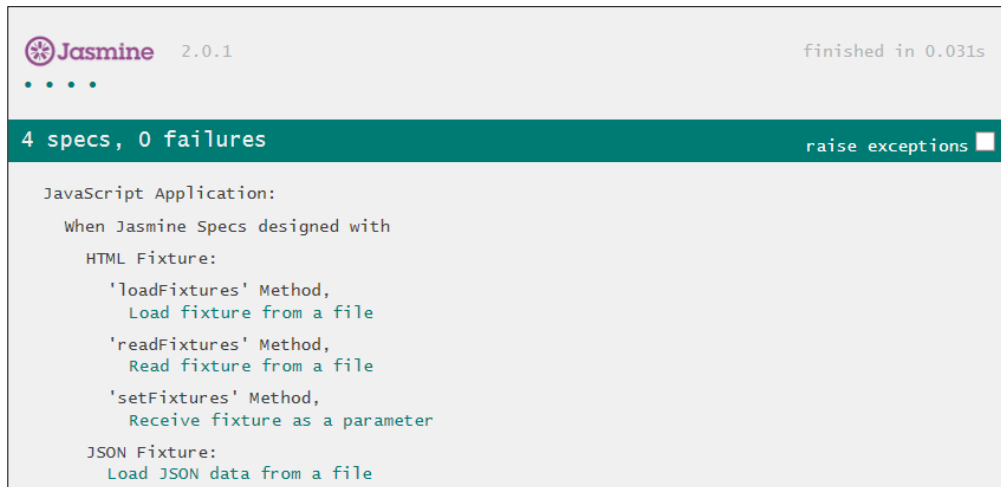 Jasmine 2.0.1 finished in 0.031s
4 specs, 0 failures raise exceptions
JavaScript Application:
When Jasmine Specs designed with
HTML Fixture:
'loadFixtures' Method,
Load fixture from a file
'readFixtures' Method,
Read fixture from a file
'setFixtures' Method,
Receive fixture as a parameter
JSON Fixture:
Load JSON data from a file